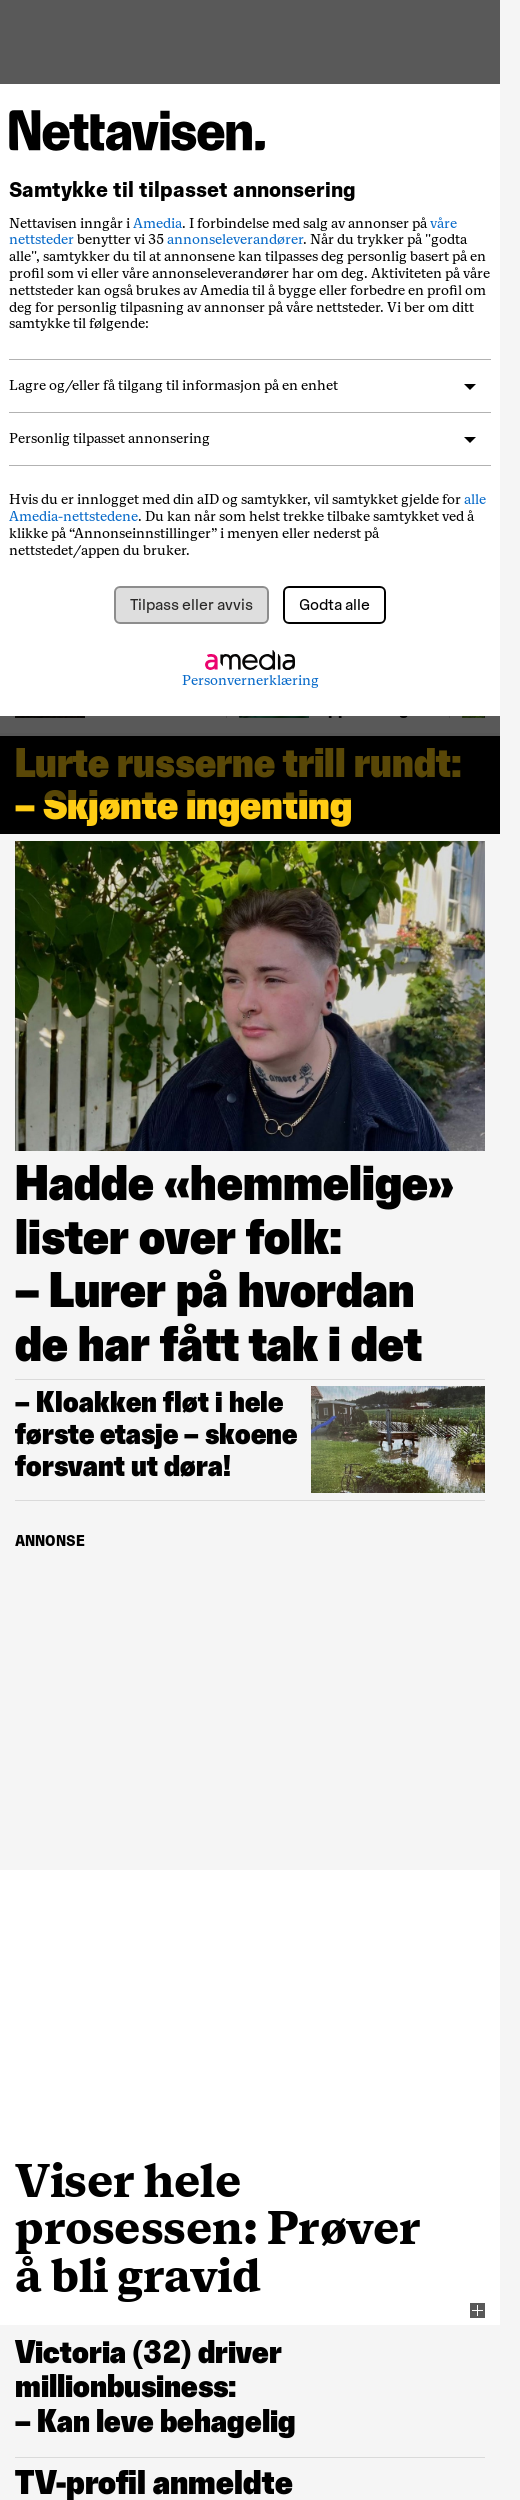 Nettavisen.
Samtykke til tilpasset annonsering
Nettavisen inngår i Amedia. I forbindelse med salg av annonser på våre
nettsteder benytter vi 35 annonseleverandører. Når du trykker på "godta
alle", samtykker du til at annonsene kan tilpasses deg personlig basert på en
profil som vi eller våre annonseleverandører har om deg. Aktiviteten på våre
nettsteder kan også brukes av Amedia til å bygge eller forbedre en profil om
deg for personlig tilpasning av annonser på våre nettsteder. Vi ber om ditt
samtykke til følgende:
Lagre og/eller få tilgang til informasjon på en enhet
Personlig tilpasset annonsering
Hvis du er innlogget med din aID og samtykker, vil samtykket gjelde for alle
Amedia-nettstedene. Du kan når som helst trekke tilbake samtykket ved å
klikke på “Annonseinnstillinger” i menyen eller nederst på
nettstedet/appen du bruker.
Tilpass eller avvis Godta alle
amedia
Personvernerklæring
Lurte russerne trill rundt:
– Skjønte ingenting
amore
Hadde «hemmelige»
lister over folk:
– Lurer på hvordan
de har fått tak i det
– Kloakken fløt i hele
første etasje – skoene
forsvant ut døra!
ANNONSE
Viser hele
prosessen: Prøver
å bli gravid
Victoria (32) driver
millionbusiness:
– Kan leve behagelig
TV-profil anmeldte